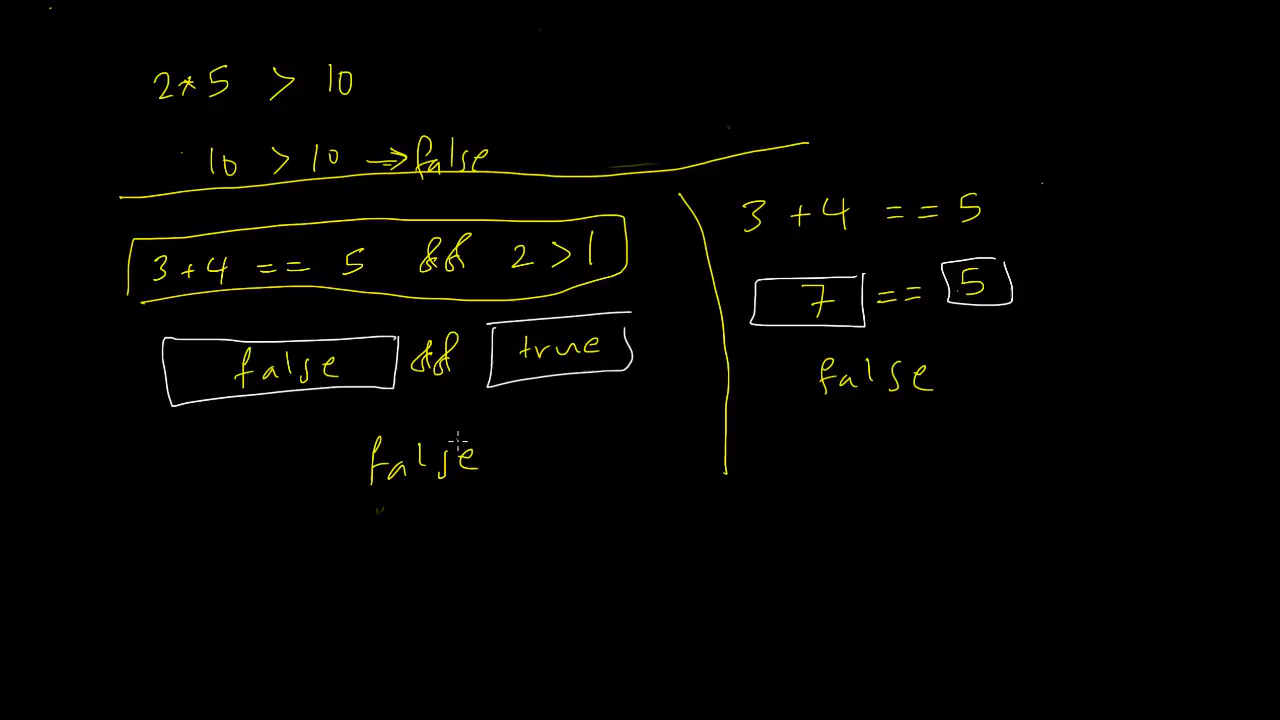 2 * 5 > 10
10 > 10 => false
3 + 4 == 5 && 2 > 1
false && true
false
3 + 4 == 5
7 == 5
false